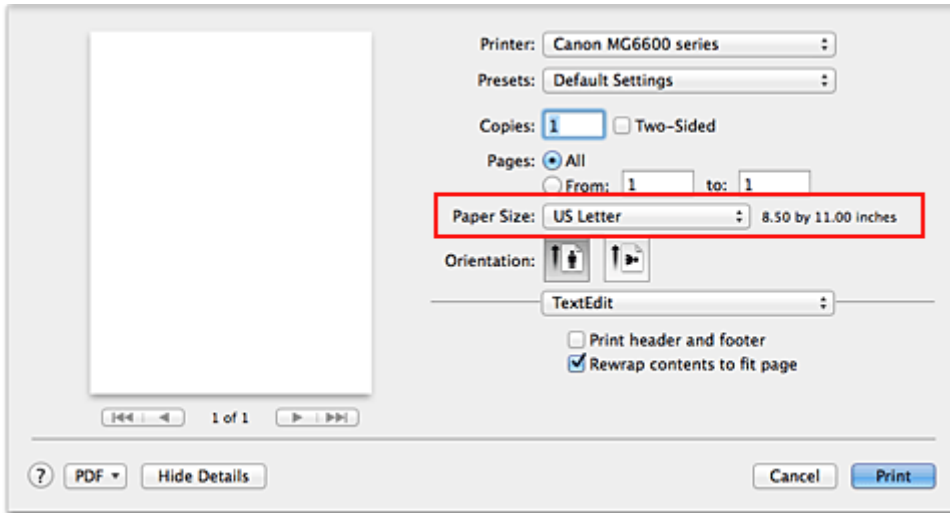 Printer: Canon MG6600 series
Presets: Default Settings
Copies: 1 Two-Sided
Pages: All
From: 1 to: 1
Paper Size: US Letter 8.50 by 11.00 inches
Orientation:
TextEdit
Print header and footer
Rewrap contents to fit page
1 of 1
? PDF Hide Details Cancel Print